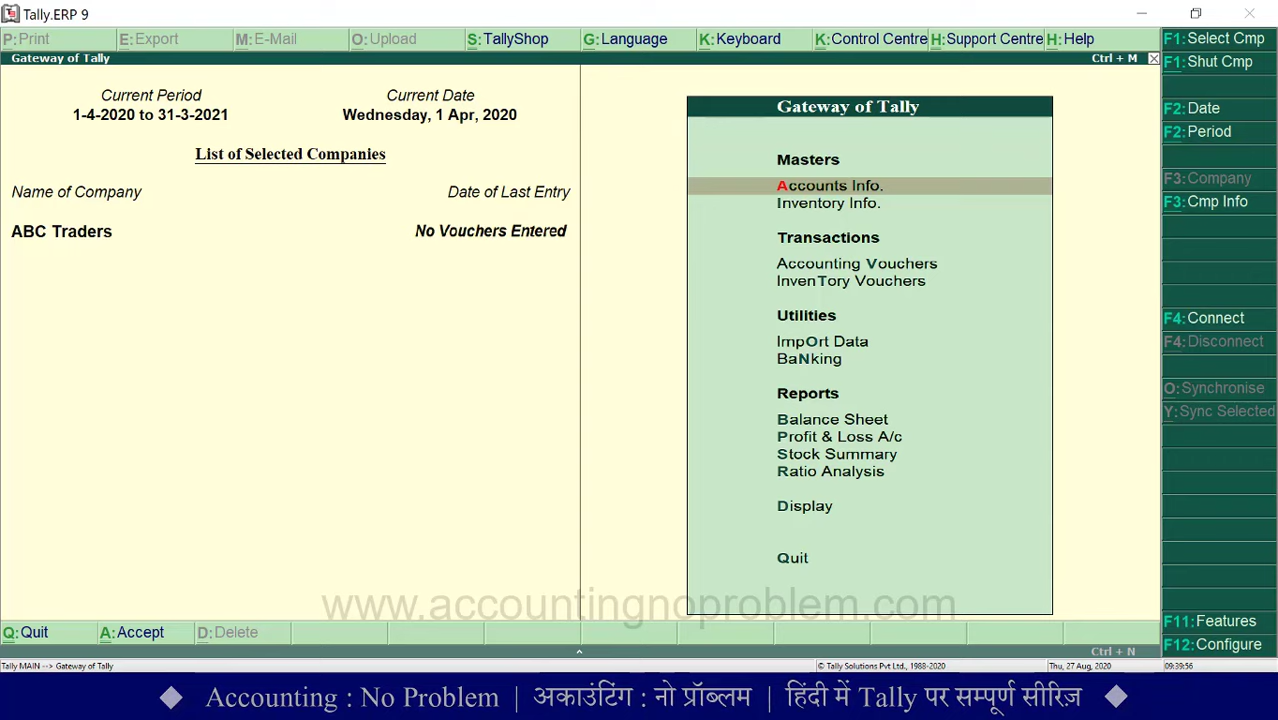 Tally.ERP 9
P: Print E: Export M: E-Mail O: Upload S: TallyShop G: Language K: Keyboard K: Control Centre H: Support Centre H: Help
Gateway of Tally Ctrl + M
Current Period Current Date
1-4-2020 to 31-3-2021 Wednesday, 1 Apr, 2020
List of Selected Companies
Name of Company Date of Last Entry
ABC Traders No Vouchers Entered
Gateway of Tally
Masters
Accounts Info.
Inventory Info.
Transactions
Accounting Vouchers
InvenTory Vouchers
Utilities
ImpOrt Data
BaNking
Reports
Balance Sheet
Profit & Loss A/c
Stock Summary
Ratio Analysis
Display
Quit
F1: Select Cmp
F1: Shut Cmp
F2: Date
F2: Period
F3: Company
F3: Cmp Info
F4: Connect
F4: Disconnect
O: Synchronise
Y: Sync Selected
F11: Features
F12: Configure
www.accountingnoproblem.com
Q: Quit A: Accept D: Delete
Ctrl + N
Tally MAIN --> Gateway of Tally © Tally Solutions Pvt Ltd., 1988-2020 Thu, 27 Aug, 2020 09:39:56
Accounting : No Problem | अकाउंटिंग : नो प्रॉब्लम | हिंदी में Tally पर सम्पूर्ण सीरिज़